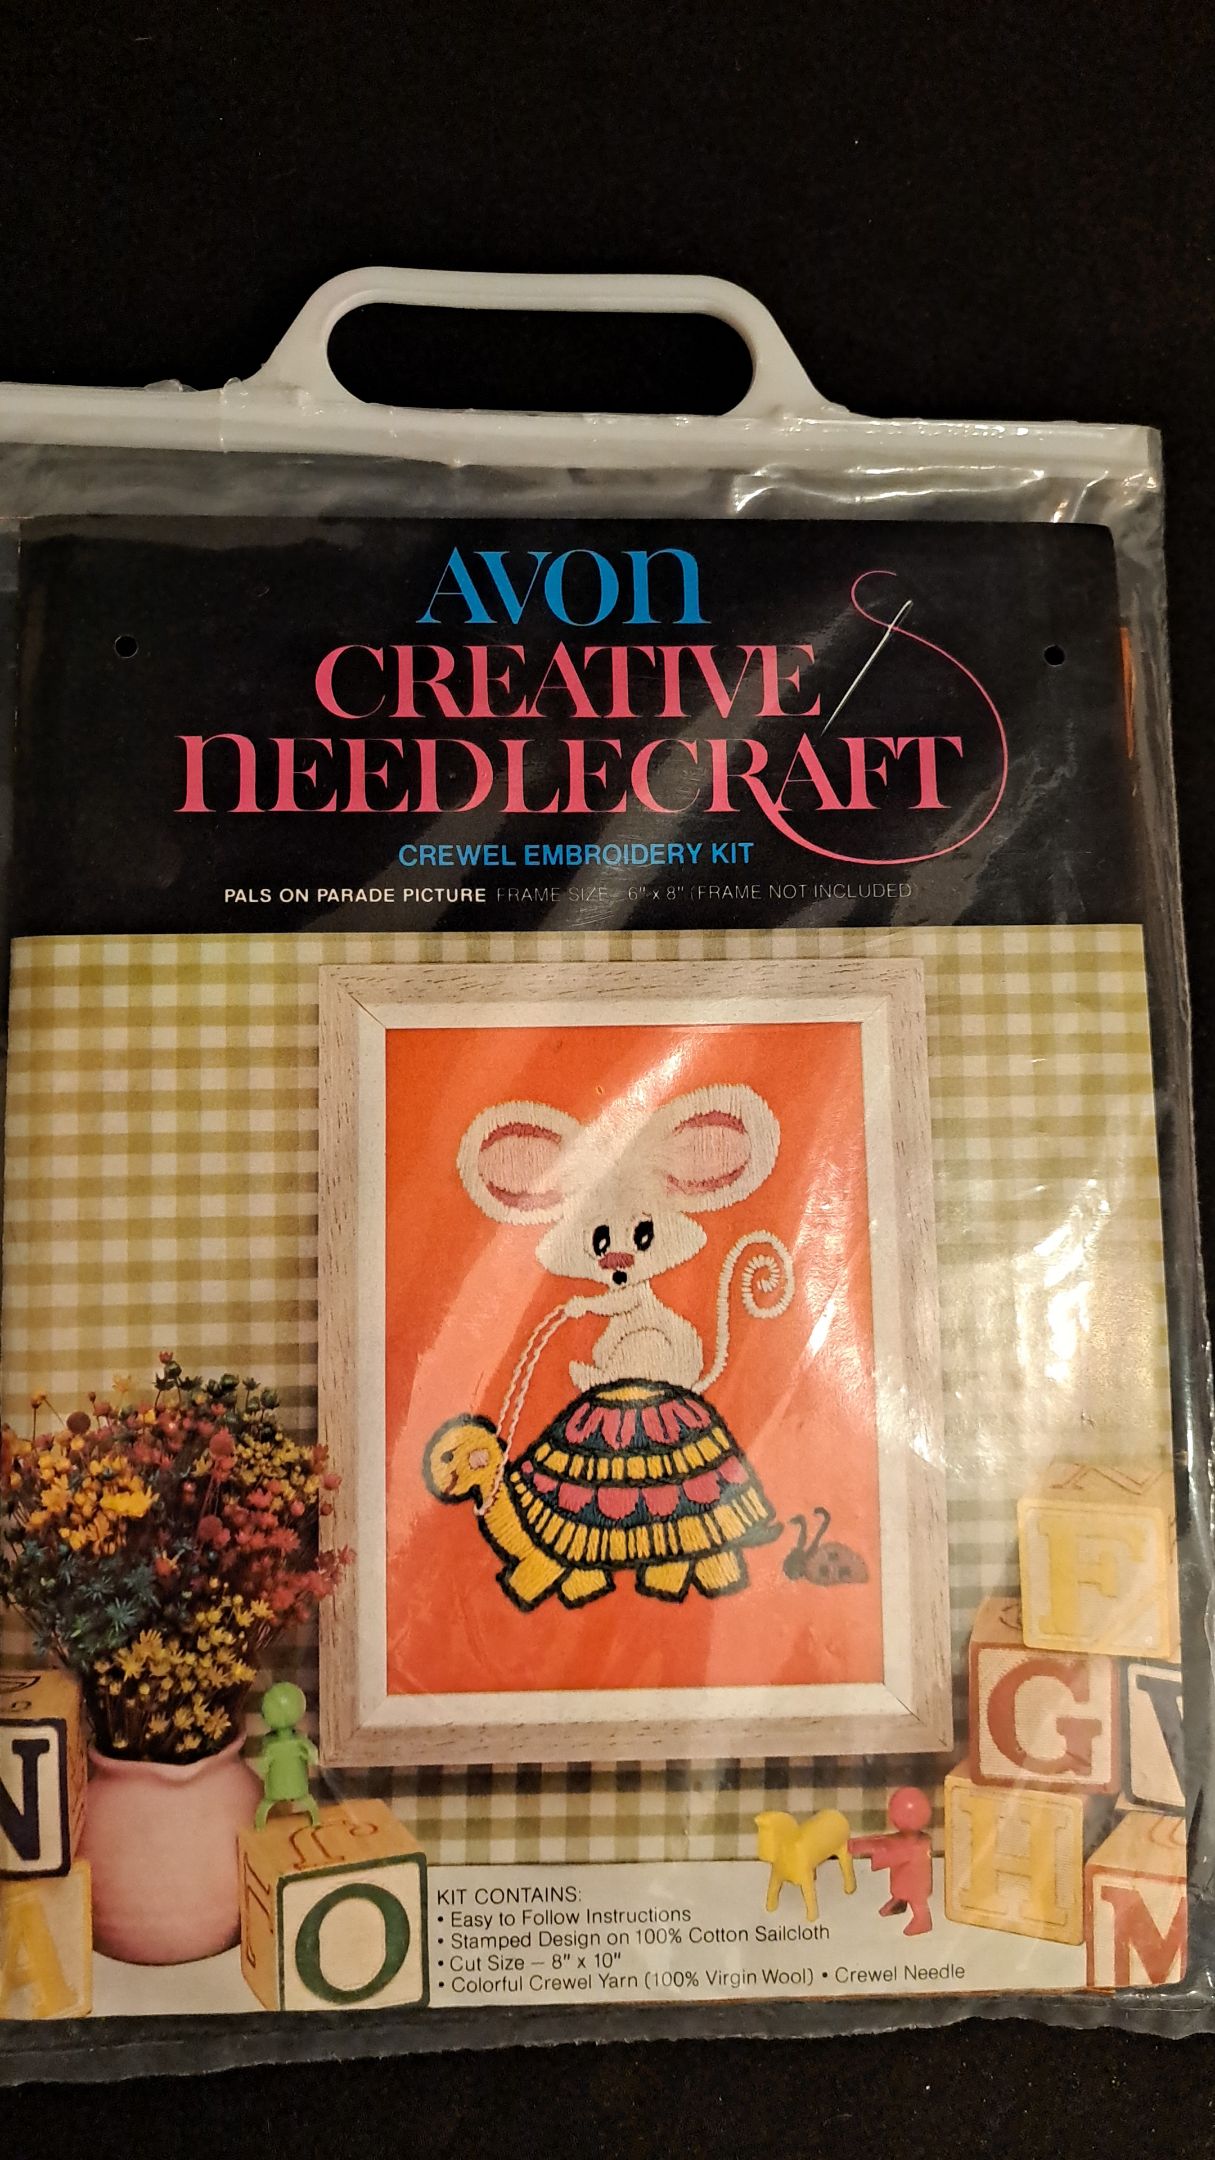 AVON
CREATIVE
NEEDLECRAFT
CREWEL EMBROIDERY KIT
PALS ON PARADE PICTURE FRAME SIZE – 6" x 8" (FRAME NOT INCLUDED)
F
G
N
H
M
O
A
KIT CONTAINS:
• Easy to Follow Instructions
• Stamped Design on 100% Cotton Sailcloth
• Cut Size — 8" x 10"
• Colorful Crewel Yarn (100% Virgin Wool) • Crewel Needle